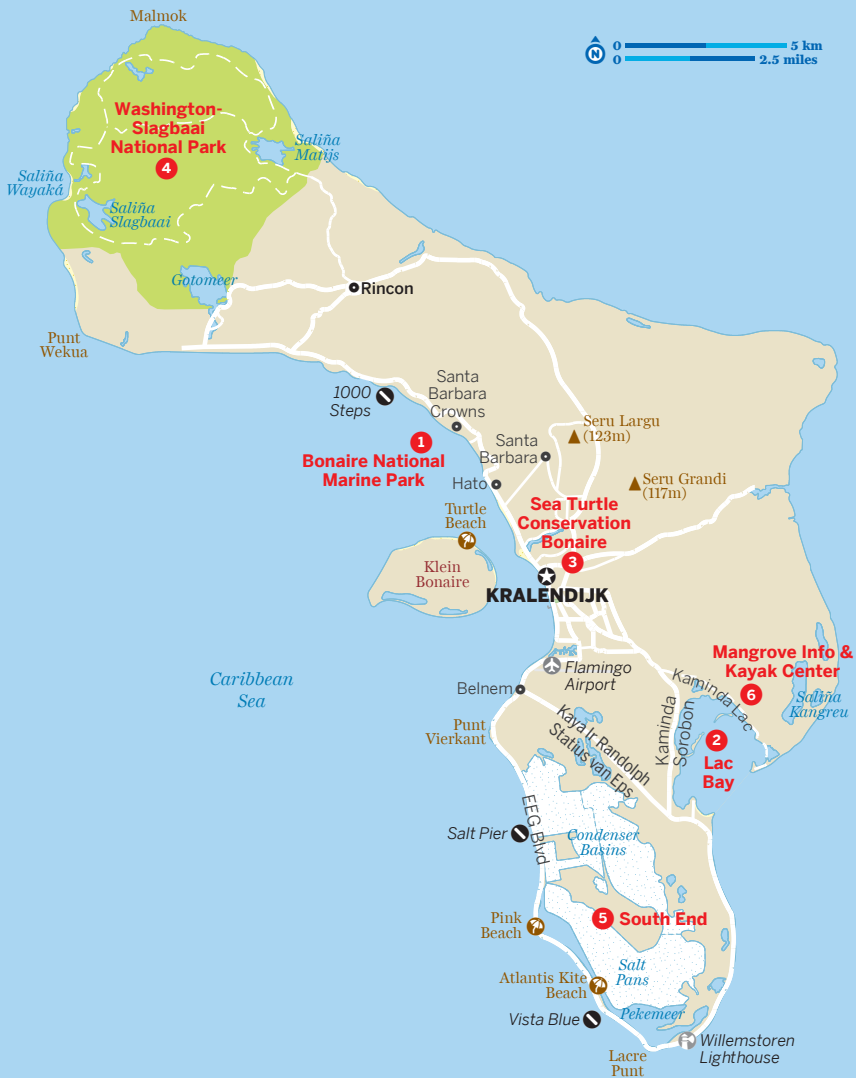 Malmok
0 5 km
N
0 2.5 miles
Washington-
Slagbaai
National Park
4
Saliña
Matijs
Saliña
Wayaká
Saliña
Slagbaai
Gotomeer
Rincon
Punt
Wekua
1000
Steps
Santa
Barbara
Crowns
Seru Largu
(123m)
1
Bonaire National
Marine Park
Santa
Barbara
Hato
Seru Grandi
(117m)
Turtle
Beach
Sea Turtle
Conservation
Bonaire
3
Klein
Bonaire
KRALENDIJK
Mangrove Info &
Kayak Center
6
Flamingo
Airport
Caribbean
Sea
Belnem
Kaminda Lac
Saliña
Kangreu
Punt
Vierkant
Kaya Ir Randolph
Statius van Eps
Kaminda
Sorobon
2
Lac
Bay
EEG Blvd
Salt Pier
Condenser
Basins
Pink
Beach
5 South End
Salt
Pans
Atlantis Kite
Beach
Vista Blue
Pekemeer
Willemstoren
Lighthouse
Lacre
Punt